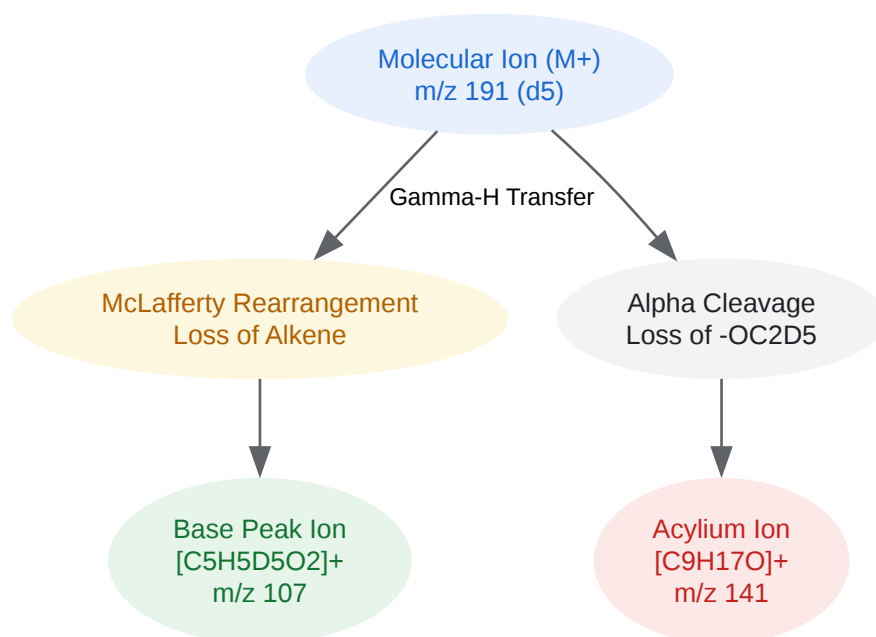 Molecular Ion (M+)
m/z 191 (d5)
Gamma-H Transfer
McLafferty Rearrangement
Loss of Alkene
Alpha Cleavage
Loss of -OC2D5
Base Peak Ion
[C5H5D5O2]+
m/z 107
Acylium Ion
[C9H17O]+
m/z 141